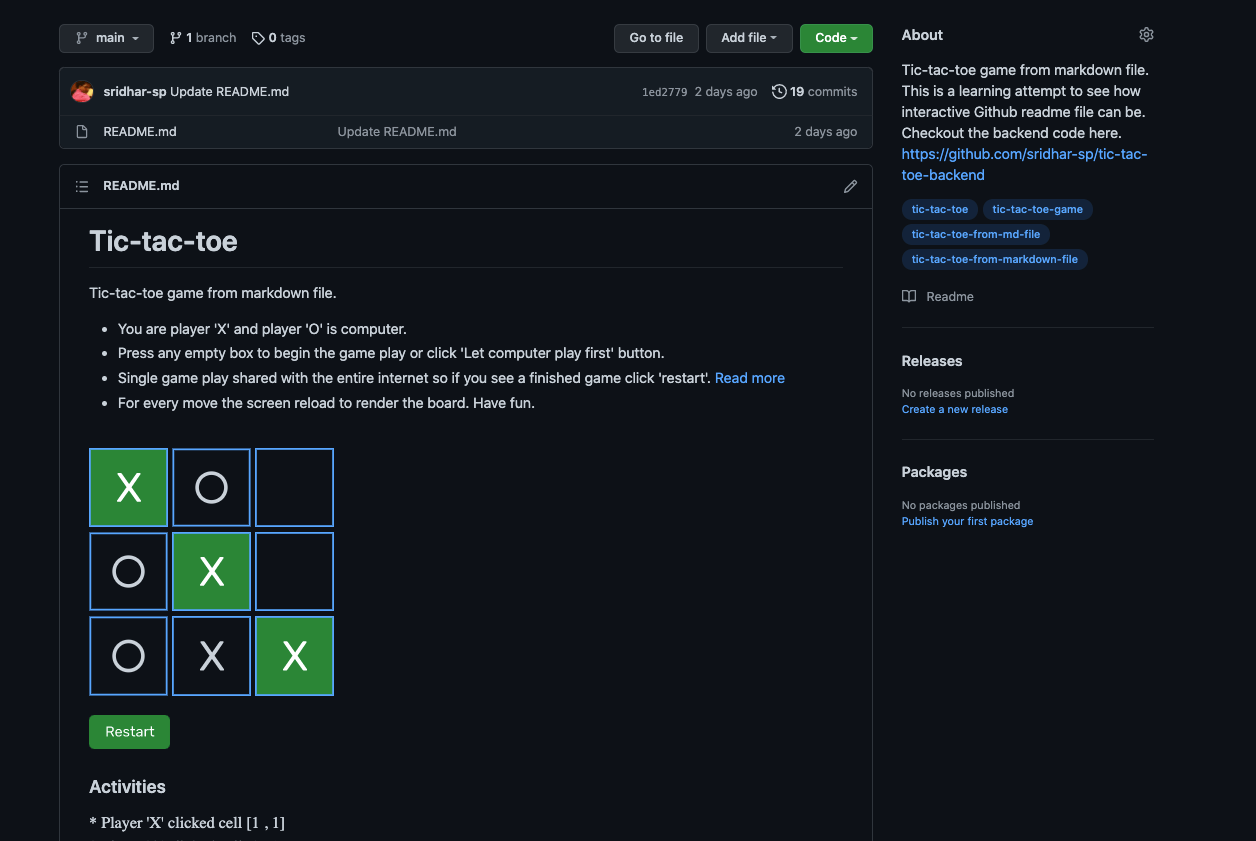 main
1 branch
0 tags
Go to file
Add file
Code
sridhar-sp Update README.md
1ed2779 2 days ago
19 commits
README.md
Update README.md
2 days ago
README.md
Tic-tac-toe
Tic-tac-toe game from markdown file.
• You are player 'X' and player 'O' is computer.
• Press any empty box to begin the game play or click 'Let computer play first' button.
• Single game play shared with the entire internet so if you see a finished game click 'restart'. Read more
• For every move the screen reload to render the board. Have fun.
X O
O X
O X X
Restart
Activities
* Player 'X' clicked cell [1 , 1]
About
Tic-tac-toe game from markdown file.
This is a learning attempt to see how
interactive Github readme file can be.
Checkout the backend code here.
https://github.com/sridhar-sp/tic-tac-
toe-backend
tic-tac-toe
tic-tac-toe-game
tic-tac-toe-from-md-file
tic-tac-toe-from-markdown-file
Readme
Releases
No releases published
Create a new release
Packages
No packages published
Publish your first package